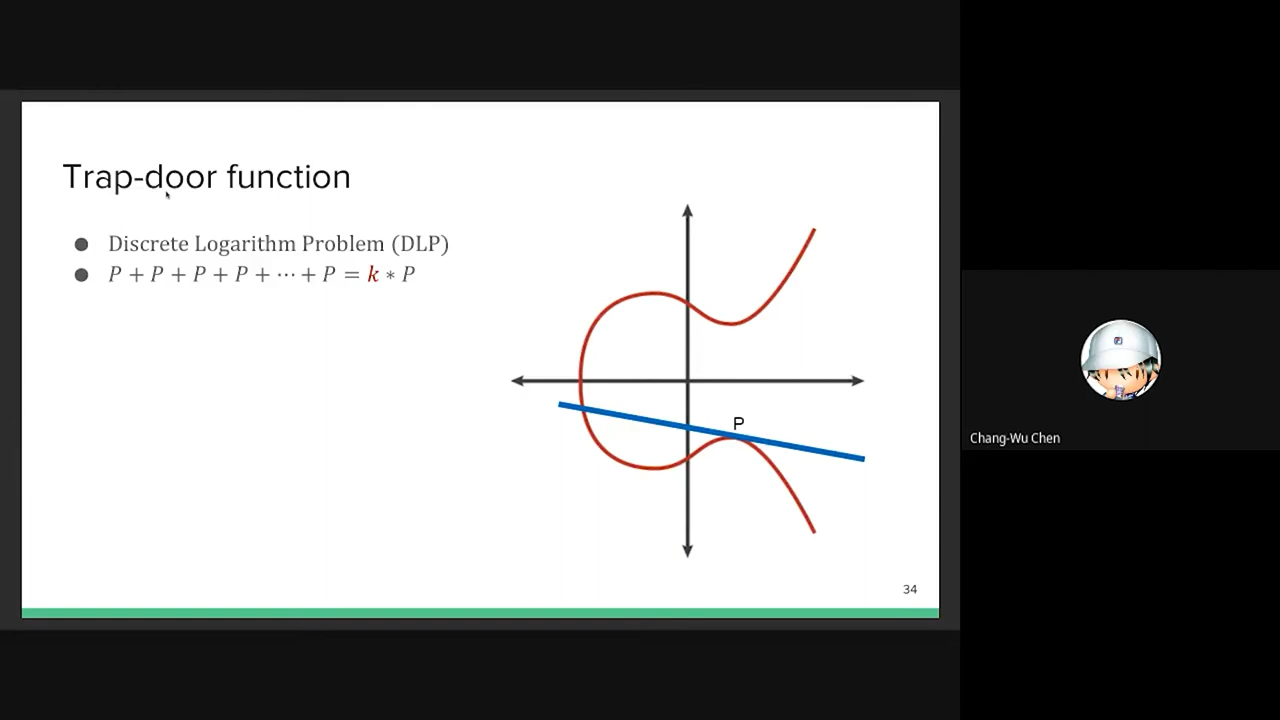 Trap-door function
● Discrete Logarithm Problem (DLP)
● P + P + P + P + ⋯ + P = k ∗ P
P
34
Chang-Wu Chen